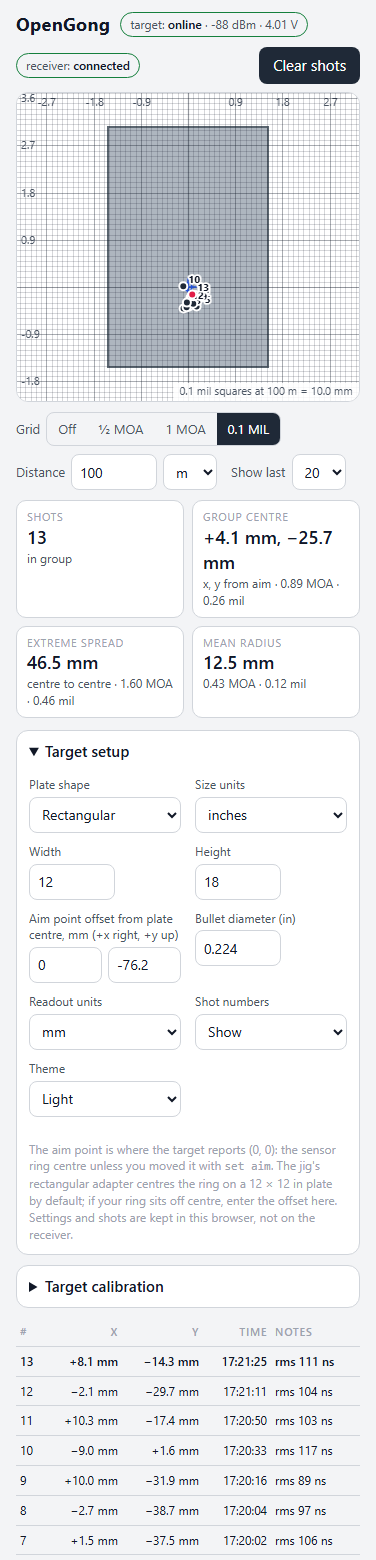 OpenGong
target: online · -88 dBm · 4.01 V
receiver: connected
Clear shots
3.6
-2.7
-1.8
-0.9
0.9
1.8
2.7
2.7
1.8
0.9
10
13
-0.9
-1.8
0.1 mil squares at 100 m = 10.0 mm
Grid
Off
½ MOA
1 MOA
0.1 MIL
Distance
100
m
Show last
20
SHOTS
13
in group
GROUP CENTRE
+4.1 mm, −25.7
mm
x, y from aim · 0.89 MOA ·
0.26 mil
EXTREME SPREAD
46.5 mm
centre to centre · 1.60 MOA
· 0.46 mil
MEAN RADIUS
12.5 mm
0.43 MOA · 0.12 mil
▼ Target setup
Plate shape
Size units
Rectangular
inches
Width
Height
12
18
Aim point offset from plate
centre, mm (+x right, +y up)
Bullet diameter (in)
0
-76.2
0.224
Readout units
Shot numbers
mm
Show
Theme
Light
The aim point is where the target reports (0, 0): the sensor
ring centre unless you moved it with set aim. The jig's
rectangular adapter centres the ring on a 12 × 12 in plate
by default; if your ring sits off centre, enter the offset here.
Settings and shots are kept in this browser, not on the
receiver.
▶ Target calibration
# X Y TIME NOTES
13 +8.1 mm −14.3 mm 17:21:25 rms 111 ns
12 −2.1 mm −29.7 mm 17:21:11 rms 104 ns
11 +10.3 mm −17.4 mm 17:20:50 rms 103 ns
10 −9.0 mm +1.6 mm 17:20:33 rms 117 ns
9 +10.0 mm −31.9 mm 17:20:16 rms 89 ns
8 −2.7 mm −38.7 mm 17:20:04 rms 97 ns
7 +1.5 mm −37.5 mm 17:20:02 rms 106 ns